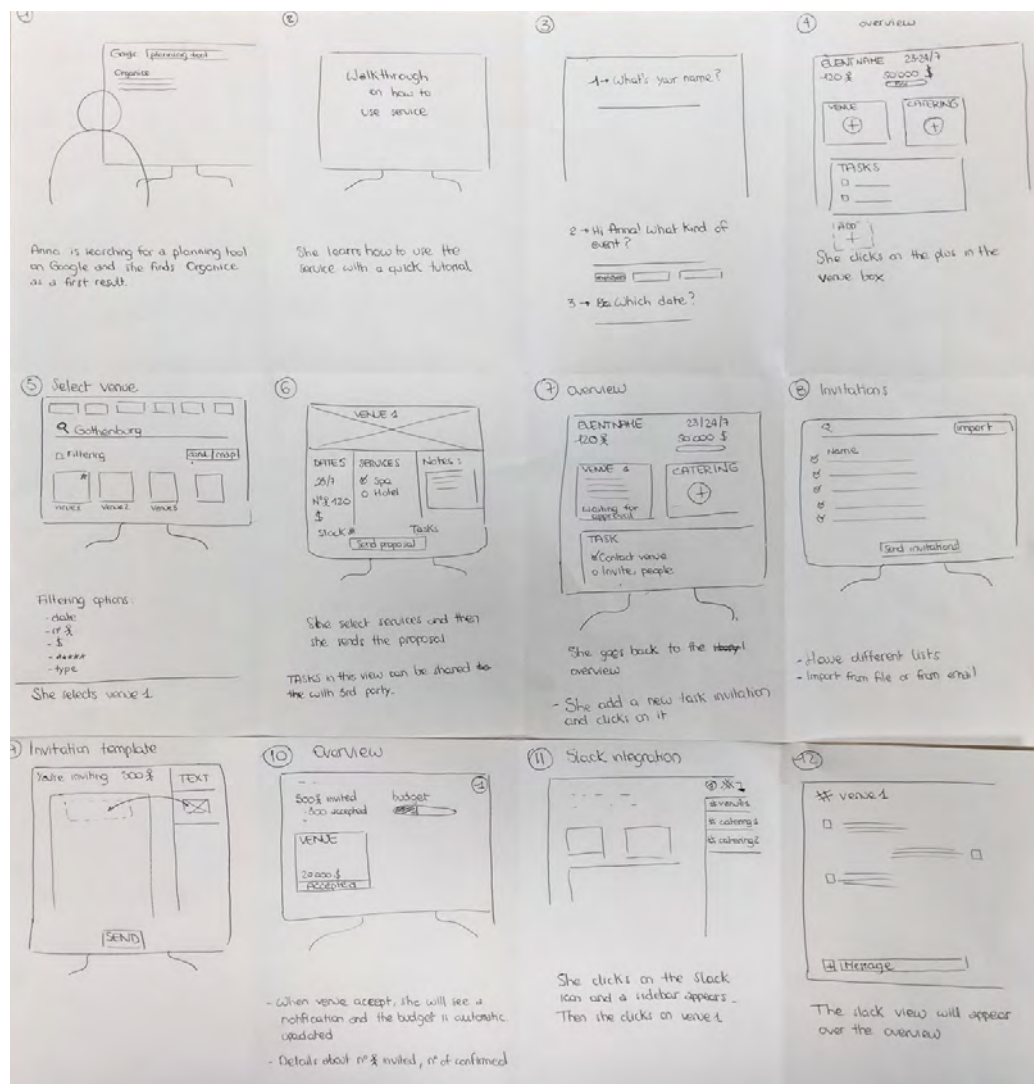 1
Google planning tool
Organice
Anna is searching for a planning tool
on Google and she finds Organice
as a first result.
2
Walkthrough
on how to
use service
She learns how to use the
service with a quick tutorial
3
1→ What's your name?
2→ Hi Anna! What kind of
event?
3→ Which date?
4 overview
EVENT NAME 23-24/7
120 50 000 $
VENUE CATERING
+ +
TASKS
ADD
+
She clicks on the plus in the
venue box
5 Select venue
Gothenburg
Filtering
venue 2 venue 3
Filtering options:
- date
- n°
- $
- type
She selects venue 1
6
VENUE 1
DATES SERVICES Notes:
23/7 Spa
Hotel
N° 120
$
Slack Tasks
Send proposal
She select services and then
she sends the proposal
TASKS in this view can be shared
with 3rd party.
7 Overview
EVENT NAME 23/24/7
120 50 000 $
VENUE 1 CATERING
+
Waiting for
approval
TASK
Contact venue
Invite people
She goes back to the
overview
- She add a new task invitation
and clicks on it
8 Invitations
import
Name
Send invitations
- Have different lists
- Import from file or from email
9 Invitation template
You're inviting 500 TEXT
SEND
10 Overview
1
500 invited budget
-300 accepted
VENUE
20 000 $
Accepted
- When venue accept, she will see a
notification and the budget is automatic
upadated
- Details about n° invited, n° of confirmed
11 Slack integration
# venue1
# catering1
# catering2
She clicks on the Slack
icon and a sidebar appears.
Then she clicks on venue 1
12
# venue1
+ Message
The slack view will appear
over the overview